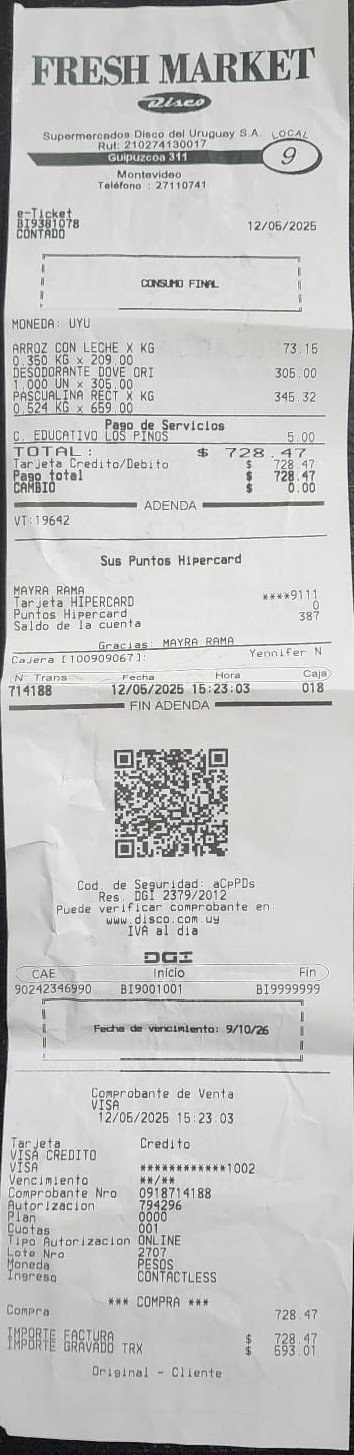 FRESH MARKET
Disco
Supermercados Disco del Uruguay S.A.
LOCAL
Rut: 210274130017
Guipuzcoa 311
9
Montevideo
Teléfono : 27110741
e-Ticket
BI9381078
CONTADO
12/05/2025
CONSUMO FINAL
MONEDA: UYU
ARROZ CON LECHE X KG 73.15
0.350 KG x 209.00
DESODORANTE DOVE ORI 305.00
1,000 UN x 305.00
PASCUALINA RECT X KG 345.32
0.524 KG x 659.00
Pago de Servicios
C. EDUCATIVO LOS PINOS 5.00
TOTAL: $ 728.47
Tarjeta Credito/Debito $ 728.47
Pago total $ 728.47
CAMBIO $ 0.00
ADENDA
VT:19642
Sus Puntos Hipercard
MAYRA RAMA
Tarjeta HIPERCARD ****9111
Puntos Hipercard 0
Saldo de la cuenta 387
Gracias: MAYRA RAMA
Cajera [100909067]: Yennifer N
N Trans Fecha Hora Caja
714188 12/05/2025 15:23:03 018
FIN ADENDA
Cod. de Seguridad: aCpPDs
Res. DGI 2379/2012
Puede verificar comprobante en:
www.disco.com.uy
IVA al dia
DGI
CAE Inicio Fin
90242346990 BI9001001 BI9999999
Fecha de vencimiento: 9/10/26
Comprobante de Venta
VISA
12/05/2025 15:23:03
Tarjeta Credito
VISA CREDITO
VISA ************1002
Vencimiento **/**
Comprobante Nro 0918714188
Autorizacion 794296
Plan 0000
Cuotas 001
Tipo Autorizacion ONLINE
Lote Nro 2707
Moneda PESOS
Ingreso CONTACTLESS
*** COMPRA ***
Compra 728.47
IMPORTE FACTURA $ 728.47
IMPORTE GRAVADO TRX $ 593.01
Original - Cliente